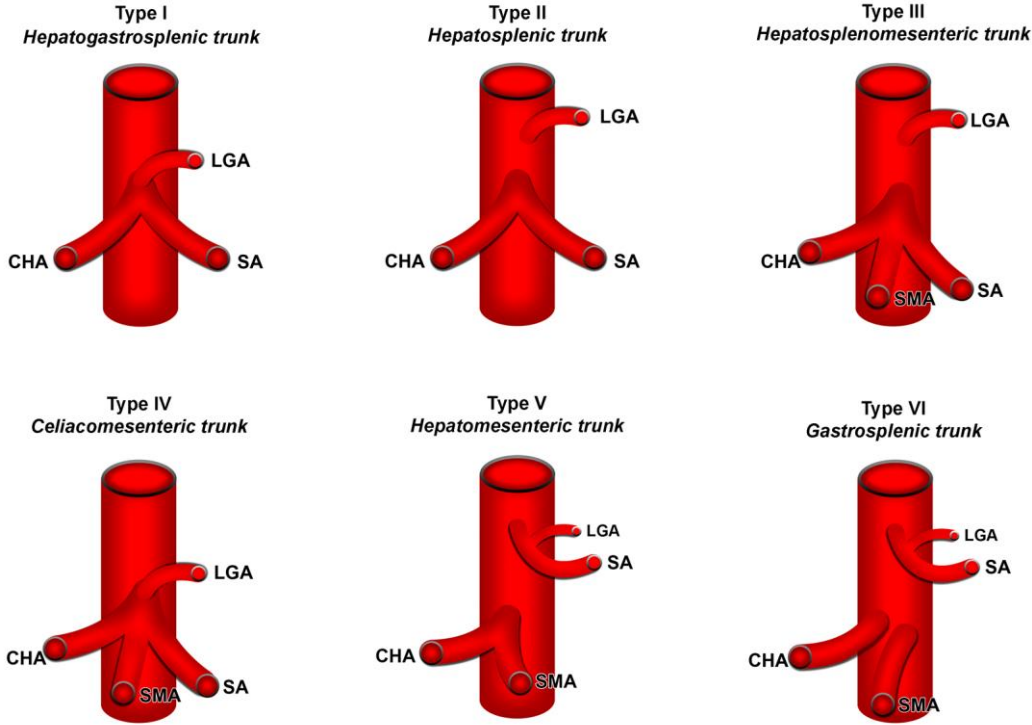 Type I
Hepatogastrosplenic trunk
LGA
CHA
SA
Type II
Hepatosplenic trunk
LGA
CHA
SA
Type III
Hepatosplenomesenteric trunk
LGA
CHA
SMA
SA
Type IV
Celiacomesenteric trunk
LGA
CHA
SMA
SA
Type V
Hepatomesenteric trunk
LGA
SA
CHA
SMA
Type VI
Gastrosplenic trunk
LGA
SA
CHA
SMA